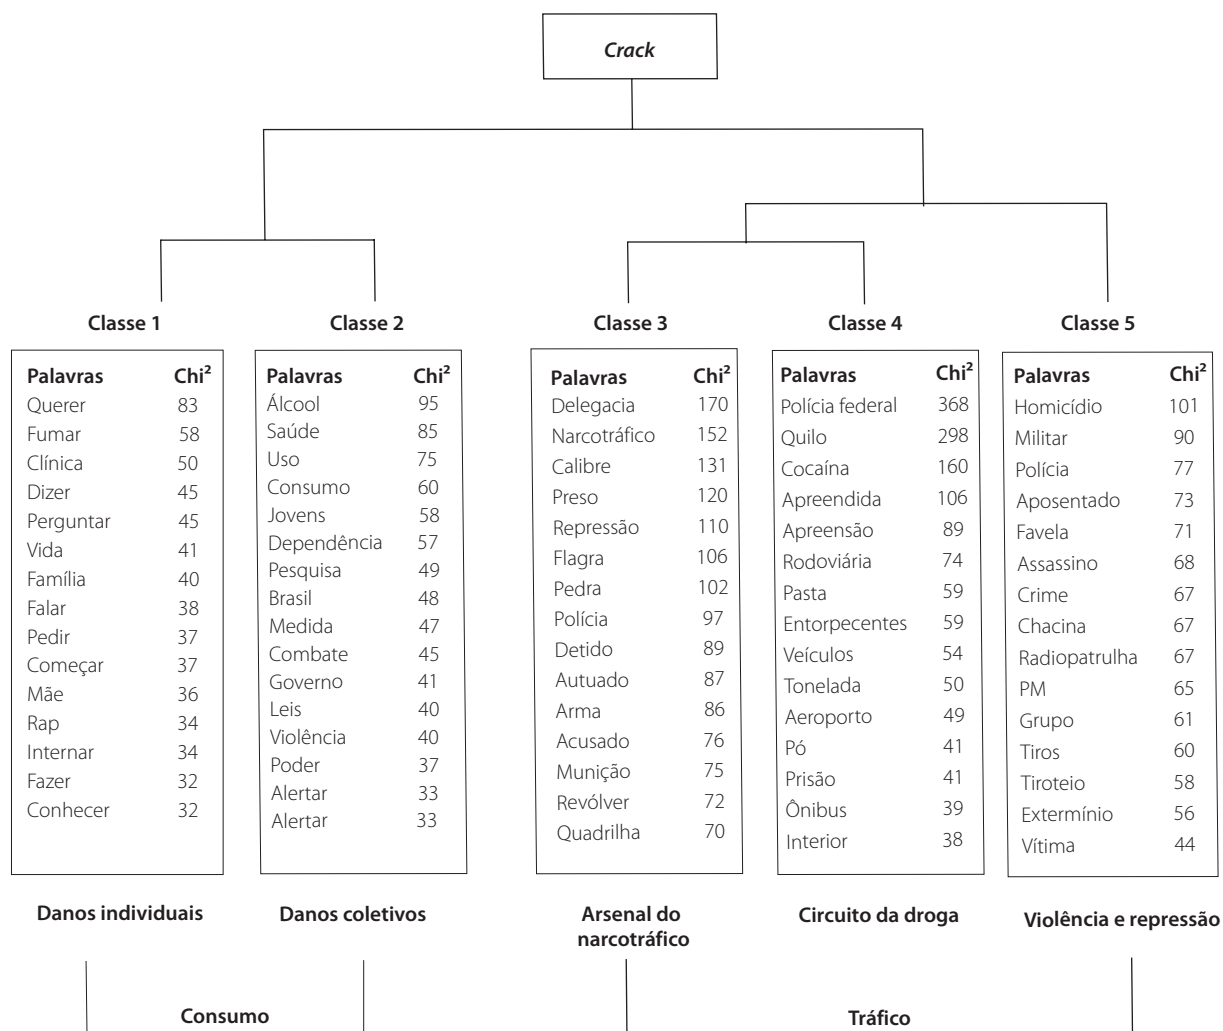 Crack
Classe 1
Palavras Chi²
Querer 83
Fumar 58
Clínica 50
Dizer 45
Perguntar 45
Vida 41
Família 40
Falar 38
Pedir 37
Começar 37
Mãe 36
Rap 34
Internar 34
Fazer 32
Conhecer 32
Danos individuais
Classe 2
Palavras Chi²
Álcool 95
Saúde 85
Uso 75
Consumo 60
Jovens 58
Dependência 57
Pesquisa 49
Brasil 48
Medida 47
Combate 45
Governo 41
Leis 40
Violência 40
Poder 37
Alertar 33
Alertar 33
Danos coletivos
Classe 3
Palavras Chi²
Delegacia 170
Narcotráfico 152
Calibre 131
Preso 120
Repressão 110
Flagra 106
Pedra 102
Polícia 97
Detido 89
Autuado 87
Arma 86
Acusado 76
Munição 75
Revólver 72
Quadrilha 70
Arsenal do
narcotráfico
Classe 4
Palavras Chi²
Polícia federal 368
Quilo 298
Cocaína 160
Apreendida 106
Apreensão 89
Rodoviária 74
Pasta 59
Entorpecentes 59
Veículos 54
Tonelada 50
Aeroporto 49
Pó 41
Prisão 41
Ônibus 39
Interior 38
Circuito da droga
Classe 5
Palavras Chi²
Homicídio 101
Militar 90
Polícia 77
Aposentado 73
Favela 71
Assassino 68
Crime 67
Chacina 67
Radiopatrulha 67
PM 65
Grupo 61
Tiros 60
Tiroteio 58
Extermínio 56
Vítima 44
Violência e repressão
Consumo
Tráfico